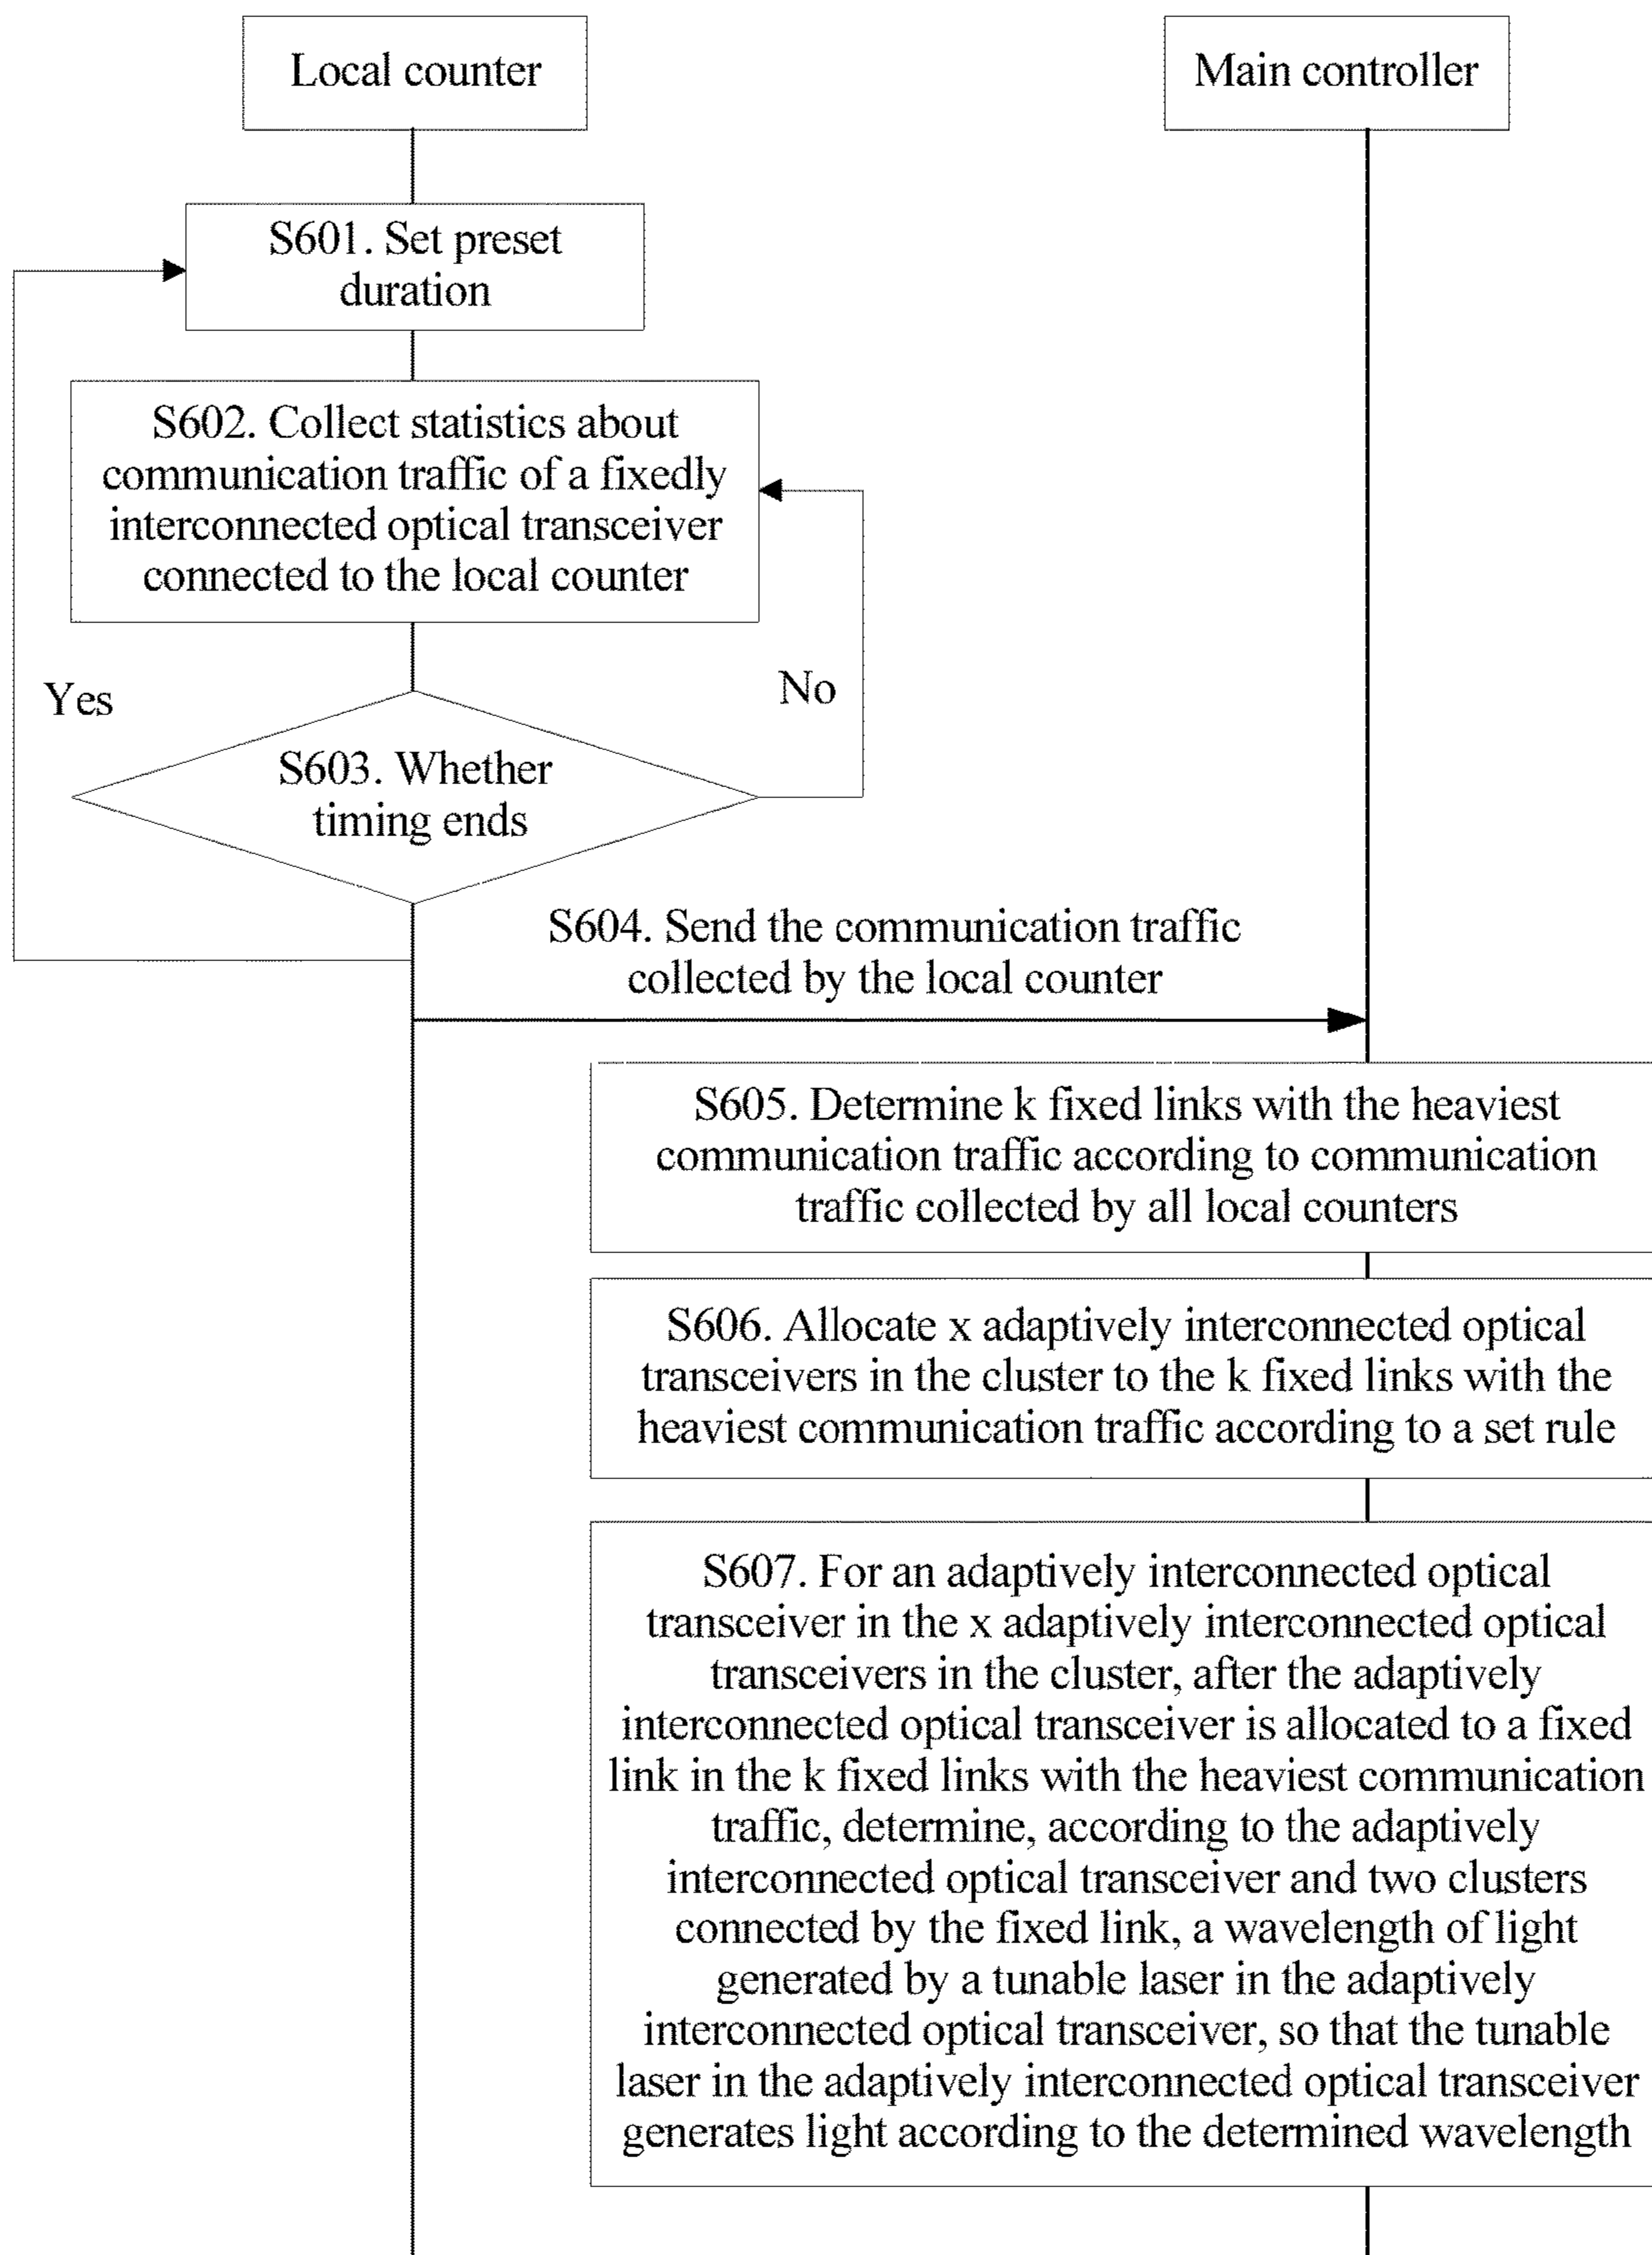 Local counter
Main controller
S601. Set preset
duration
S602. Collect statistics about
communication traffic of a fixedly
interconnected optical transceiver
connected to the local counter
Yes
No
S603. Whether
timing ends
S604. Send the communication traffic
collected by the local counter
S605. Determine k fixed links with the heaviest
communication traffic according to communication
traffic collected by all local counters
S606. Allocate x adaptively interconnected optical
transceivers in the cluster to the k fixed links with the
heaviest communication traffic according to a set rule
S607. For an adaptively interconnected optical
transceiver in the x adaptively interconnected optical
transceivers in the cluster, after the adaptively
interconnected optical transceiver is allocated to a fixed
link in the k fixed links with the heaviest communication
traffic, determine, according to the adaptively
interconnected optical transceiver and two clusters
connected by the fixed link, a wavelength of light
generated by a tunable laser in the adaptively
interconnected optical transceiver, so that the tunable
laser in the adaptively interconnected optical transceiver
generates light according to the determined wavelength